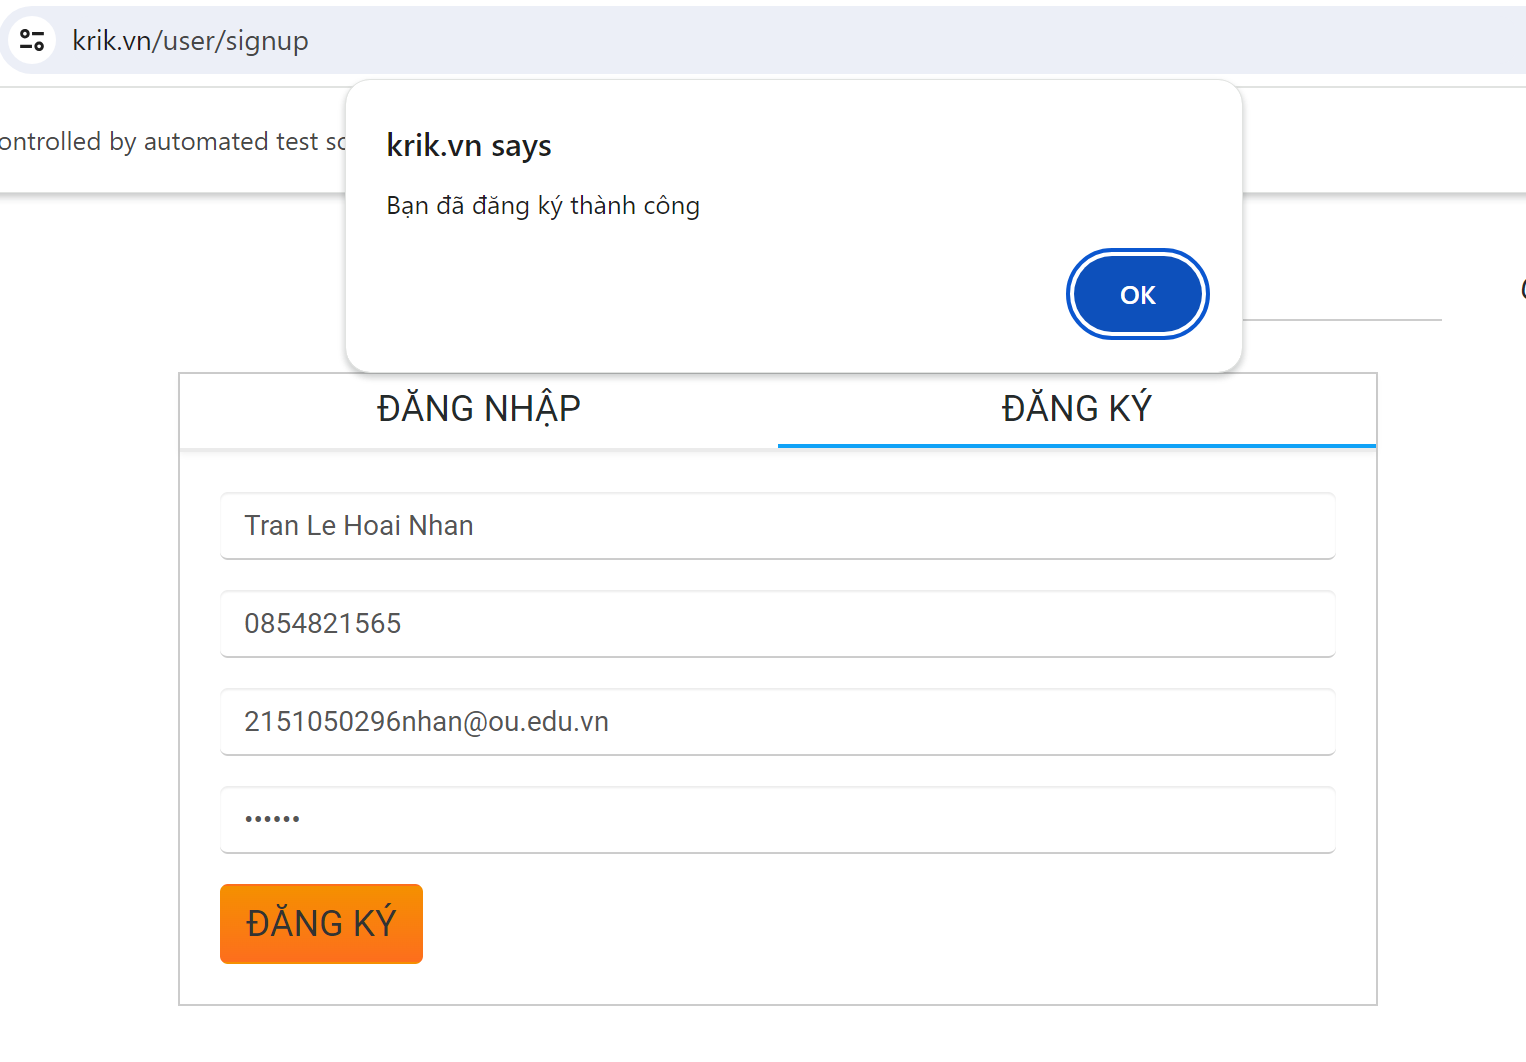 krik.vn/user/signup
ontrolled by automated test so
krik.vn says
Bạn đã đăng ký thành công
OK
ĐĂNG NHẬP
ĐĂNG KÝ
Tran Le Hoai Nhan
0854821565
2151050296nhan@ou.edu.vn
••••••
ĐĂNG KÝ